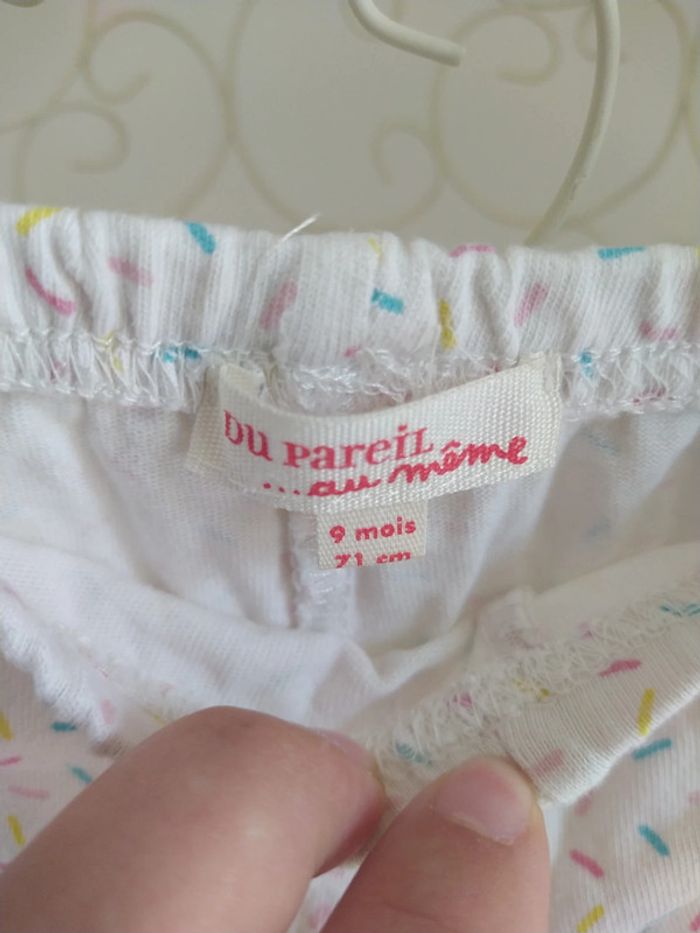 DU PAREIL
...au même
9 mois
71 cm